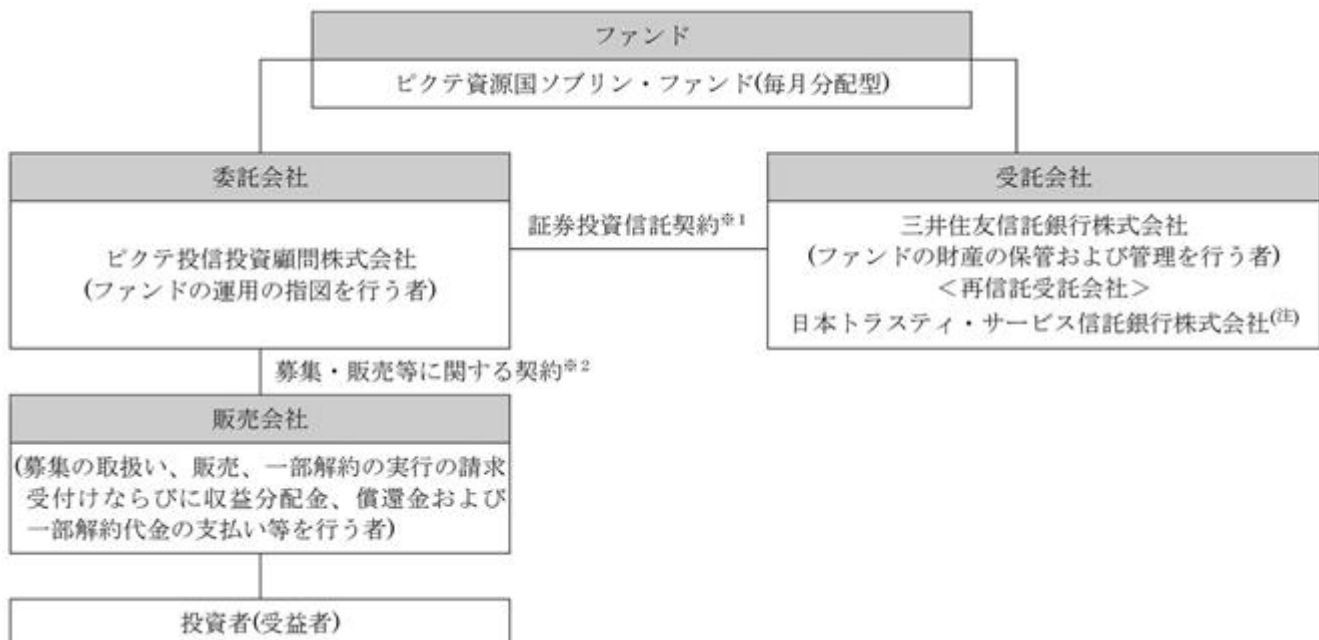 ファンド
ピクテ資源国ソブリン・ファンド(毎月分配型)
委託会社
ピクテ投信投資顧問株式会社
(ファンドの運用の指図を行う者)
証券投資信託契約※1
受託会社
三井住友信託銀行株式会社
(ファンドの財産の保管および管理を行う者)
＜再信託受託会社＞
日本トラスティ・サービス信託銀行株式会社(注)
募集・販売等に関する契約※2
販売会社
(募集の取扱い、販売、一部解約の実行の請求
受付けならびに収益分配金、償還金および
一部解約代金の支払い等を行う者)
投資者(受益者)